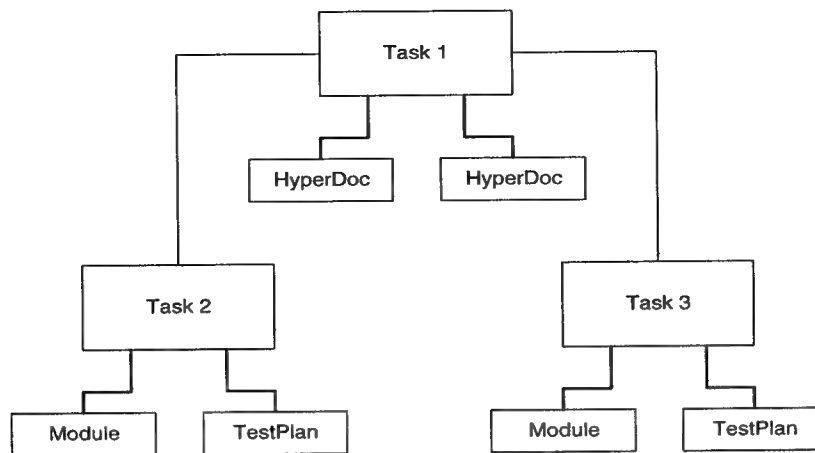 Task 1
HyperDoc
HyperDoc
Task 2
Task 3
Module
TestPlan
Module
TestPlan